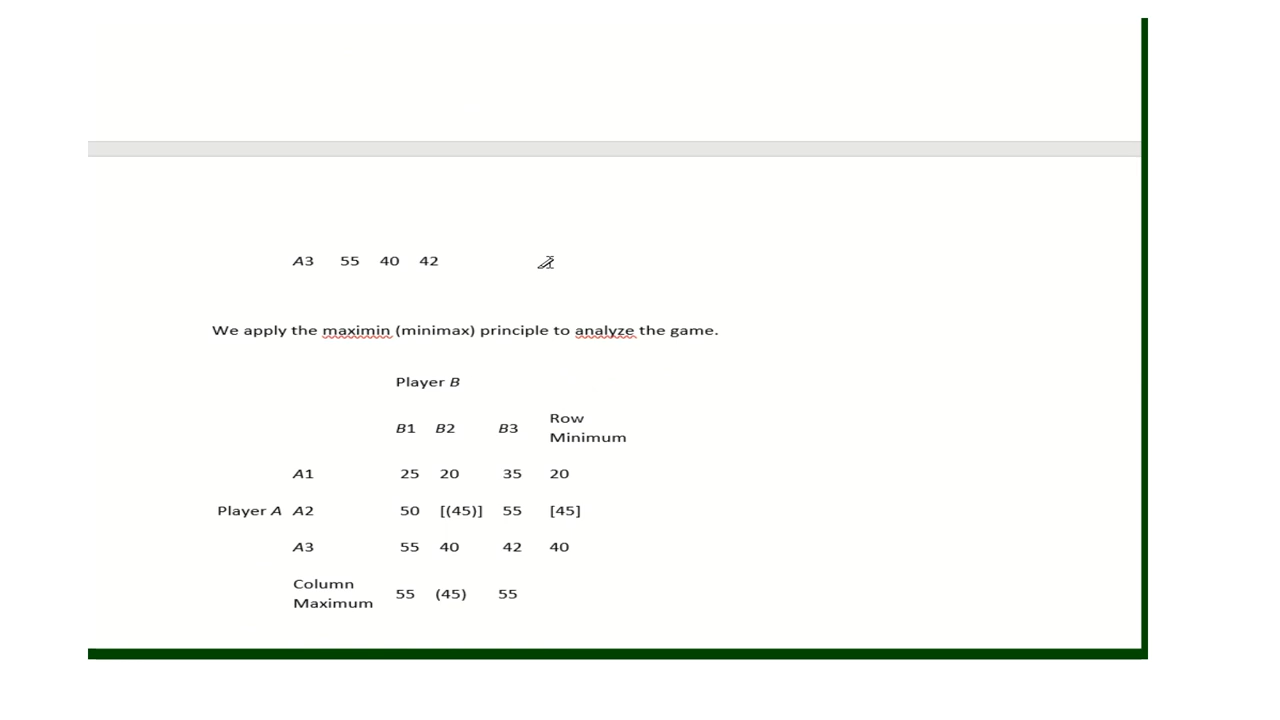 A3 55 40 42
We apply the maximin (minimax) principle to analyze the game.
Player B
B1 B2 B3 Row Minimum
A1 25 20 35 20
Player A A2 50 [(45)] 55 [45]
A3 55 40 42 40
Column Maximum 55 (45) 55